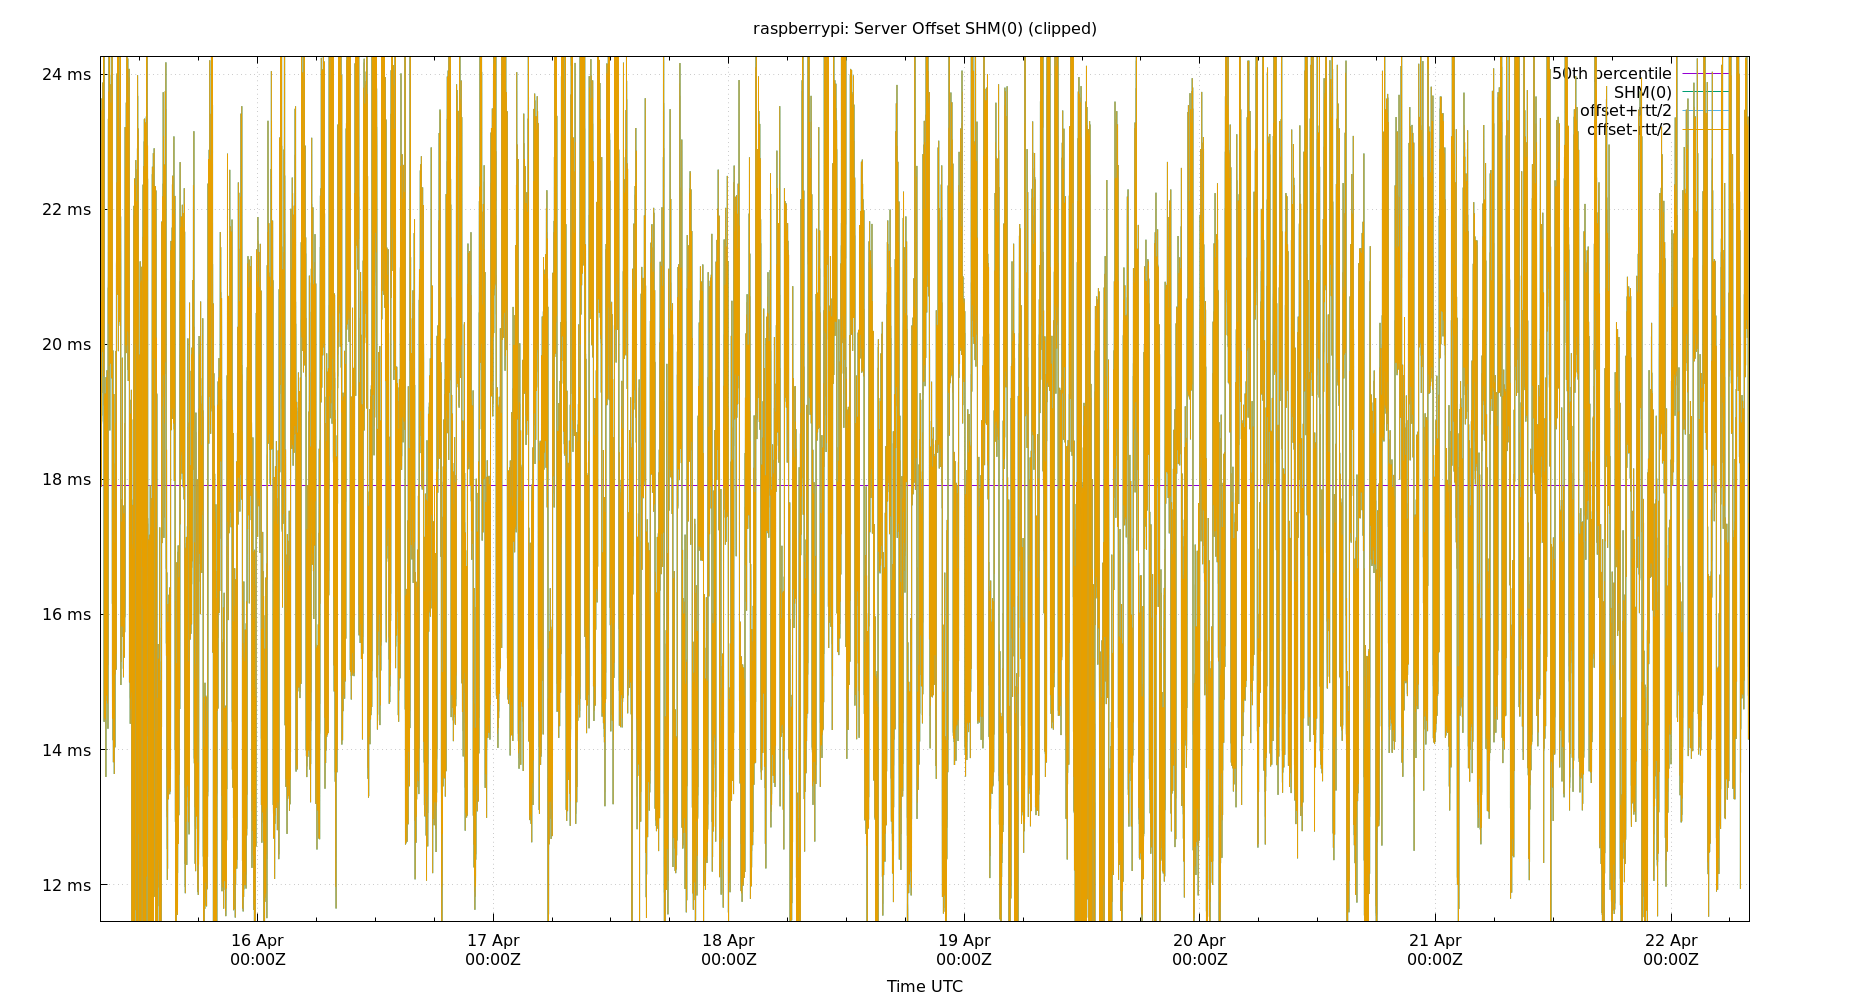 raspberrypi: Server Offset SHM(0) (clipped)
24 ms
22 ms
20 ms
18 ms
16 ms
14 ms
12 ms
50th percentile
SHM(0)
offset+rtt/2
offset-rtt/2
16 Apr 17 Apr 18 Apr 19 Apr 20 Apr 21 Apr 22 Apr
00:00Z 00:00Z 00:00Z 00:00Z 00:00Z 00:00Z 00:00Z
Time UTC